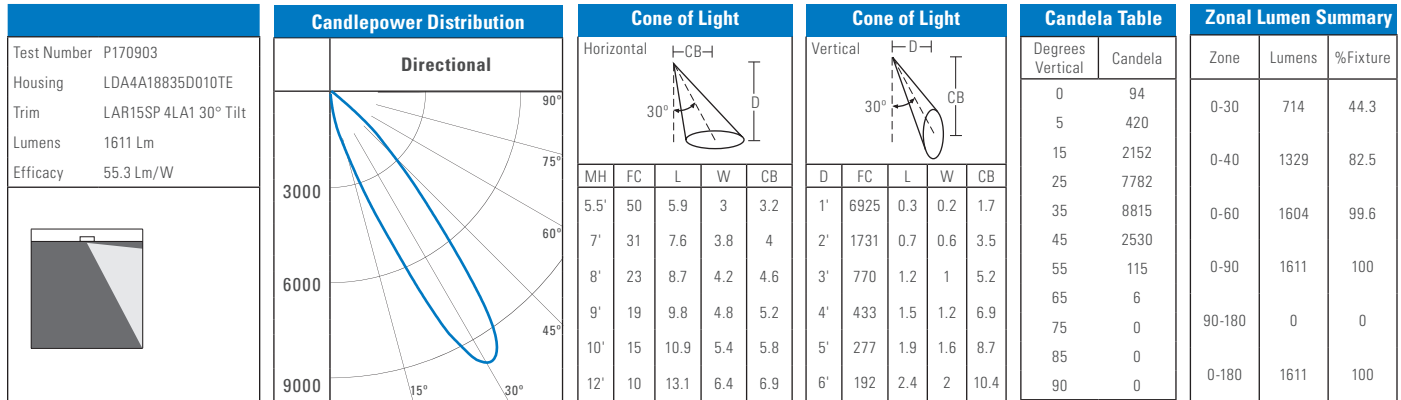 Test Number P170903
Housing LDA4A18835D010TE
Trim LAR15SP 4LA1 30° Tilt
Lumens 1611 Lm
Efficacy 55.3 Lm/W
Candlepower Distribution
Directional
90°
75°
60°
45°
30°
15°
3000
6000
9000
Cone of Light
Horizontal CB
D
30°
MH FC L W CB
5.5' 50 5.9 3 3.2
7' 31 7.6 3.8 4
8' 23 8.7 4.2 4.6
9' 19 9.8 4.8 5.2
10' 15 10.9 5.4 5.8
12' 10 13.1 6.4 6.9
Cone of Light
Vertical D
CB
30°
D FC L W CB
1' 6925 0.3 0.2 1.7
2' 1731 0.7 0.6 3.5
3' 770 1.2 1 5.2
4' 433 1.5 1.2 6.9
5' 277 1.9 1.6 8.7
6' 192 2.4 2 10.4
Candela Table
Degrees
Vertical
Candela
0 94
5 420
15 2152
25 7782
35 8815
45 2530
55 115
65 6
75 0
85 0
90 0
Zonal Lumen Summary
Zone Lumens %Fixture
0-30 714 44.3
0-40 1329 82.5
0-60 1604 99.6
0-90 1611 100
90-180 0 0
0-180 1611 100